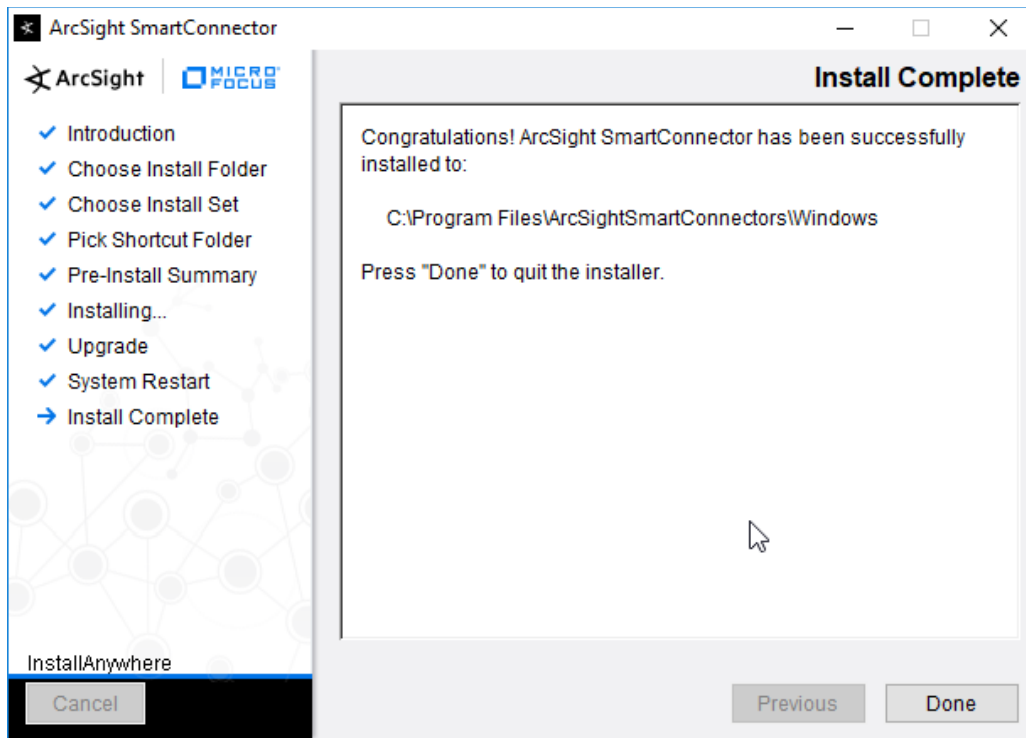 ArcSight SmartConnector
ArcSight
MICRO
FOCUS
Install Complete
Introduction
Choose Install Folder
Choose Install Set
Pick Shortcut Folder
Pre-Install Summary
Installing...
Upgrade
System Restart
Install Complete
Congratulations! ArcSight SmartConnector has been successfully
installed to:
C:\Program Files\ArcSightSmartConnectors\Windows
Press "Done" to quit the installer.
InstallAnywhere
Cancel
Previous
Done